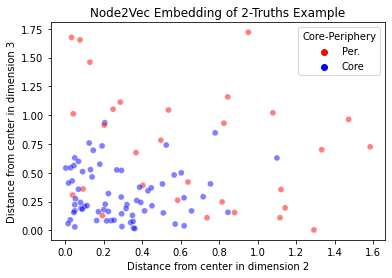 Node2Vec Embedding of 2-Truths Example
Core-Periphery
Per.
Core
Distance from center in dimension 3
1.75
1.50
1.25
1.00
0.75
0.50
0.25
0.00
0.0 0.2 0.4 0.6 0.8 1.0 1.2 1.4 1.6
Distance from center in dimension 2